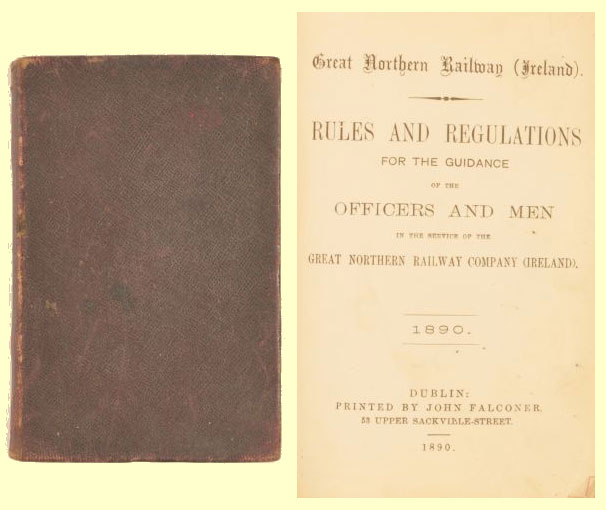 Great Northern Railway (Ireland).
RULES AND REGULATIONS
FOR THE GUIDANCE
OF THE
OFFICERS AND MEN
IN THE SERVICE OF THE
GREAT NORTHERN RAILWAY COMPANY (IRELAND).
1890.
DUBLIN:
PRINTED BY JOHN FALCONER,
53 UPPER SACKVILLE-STREET.
1890.